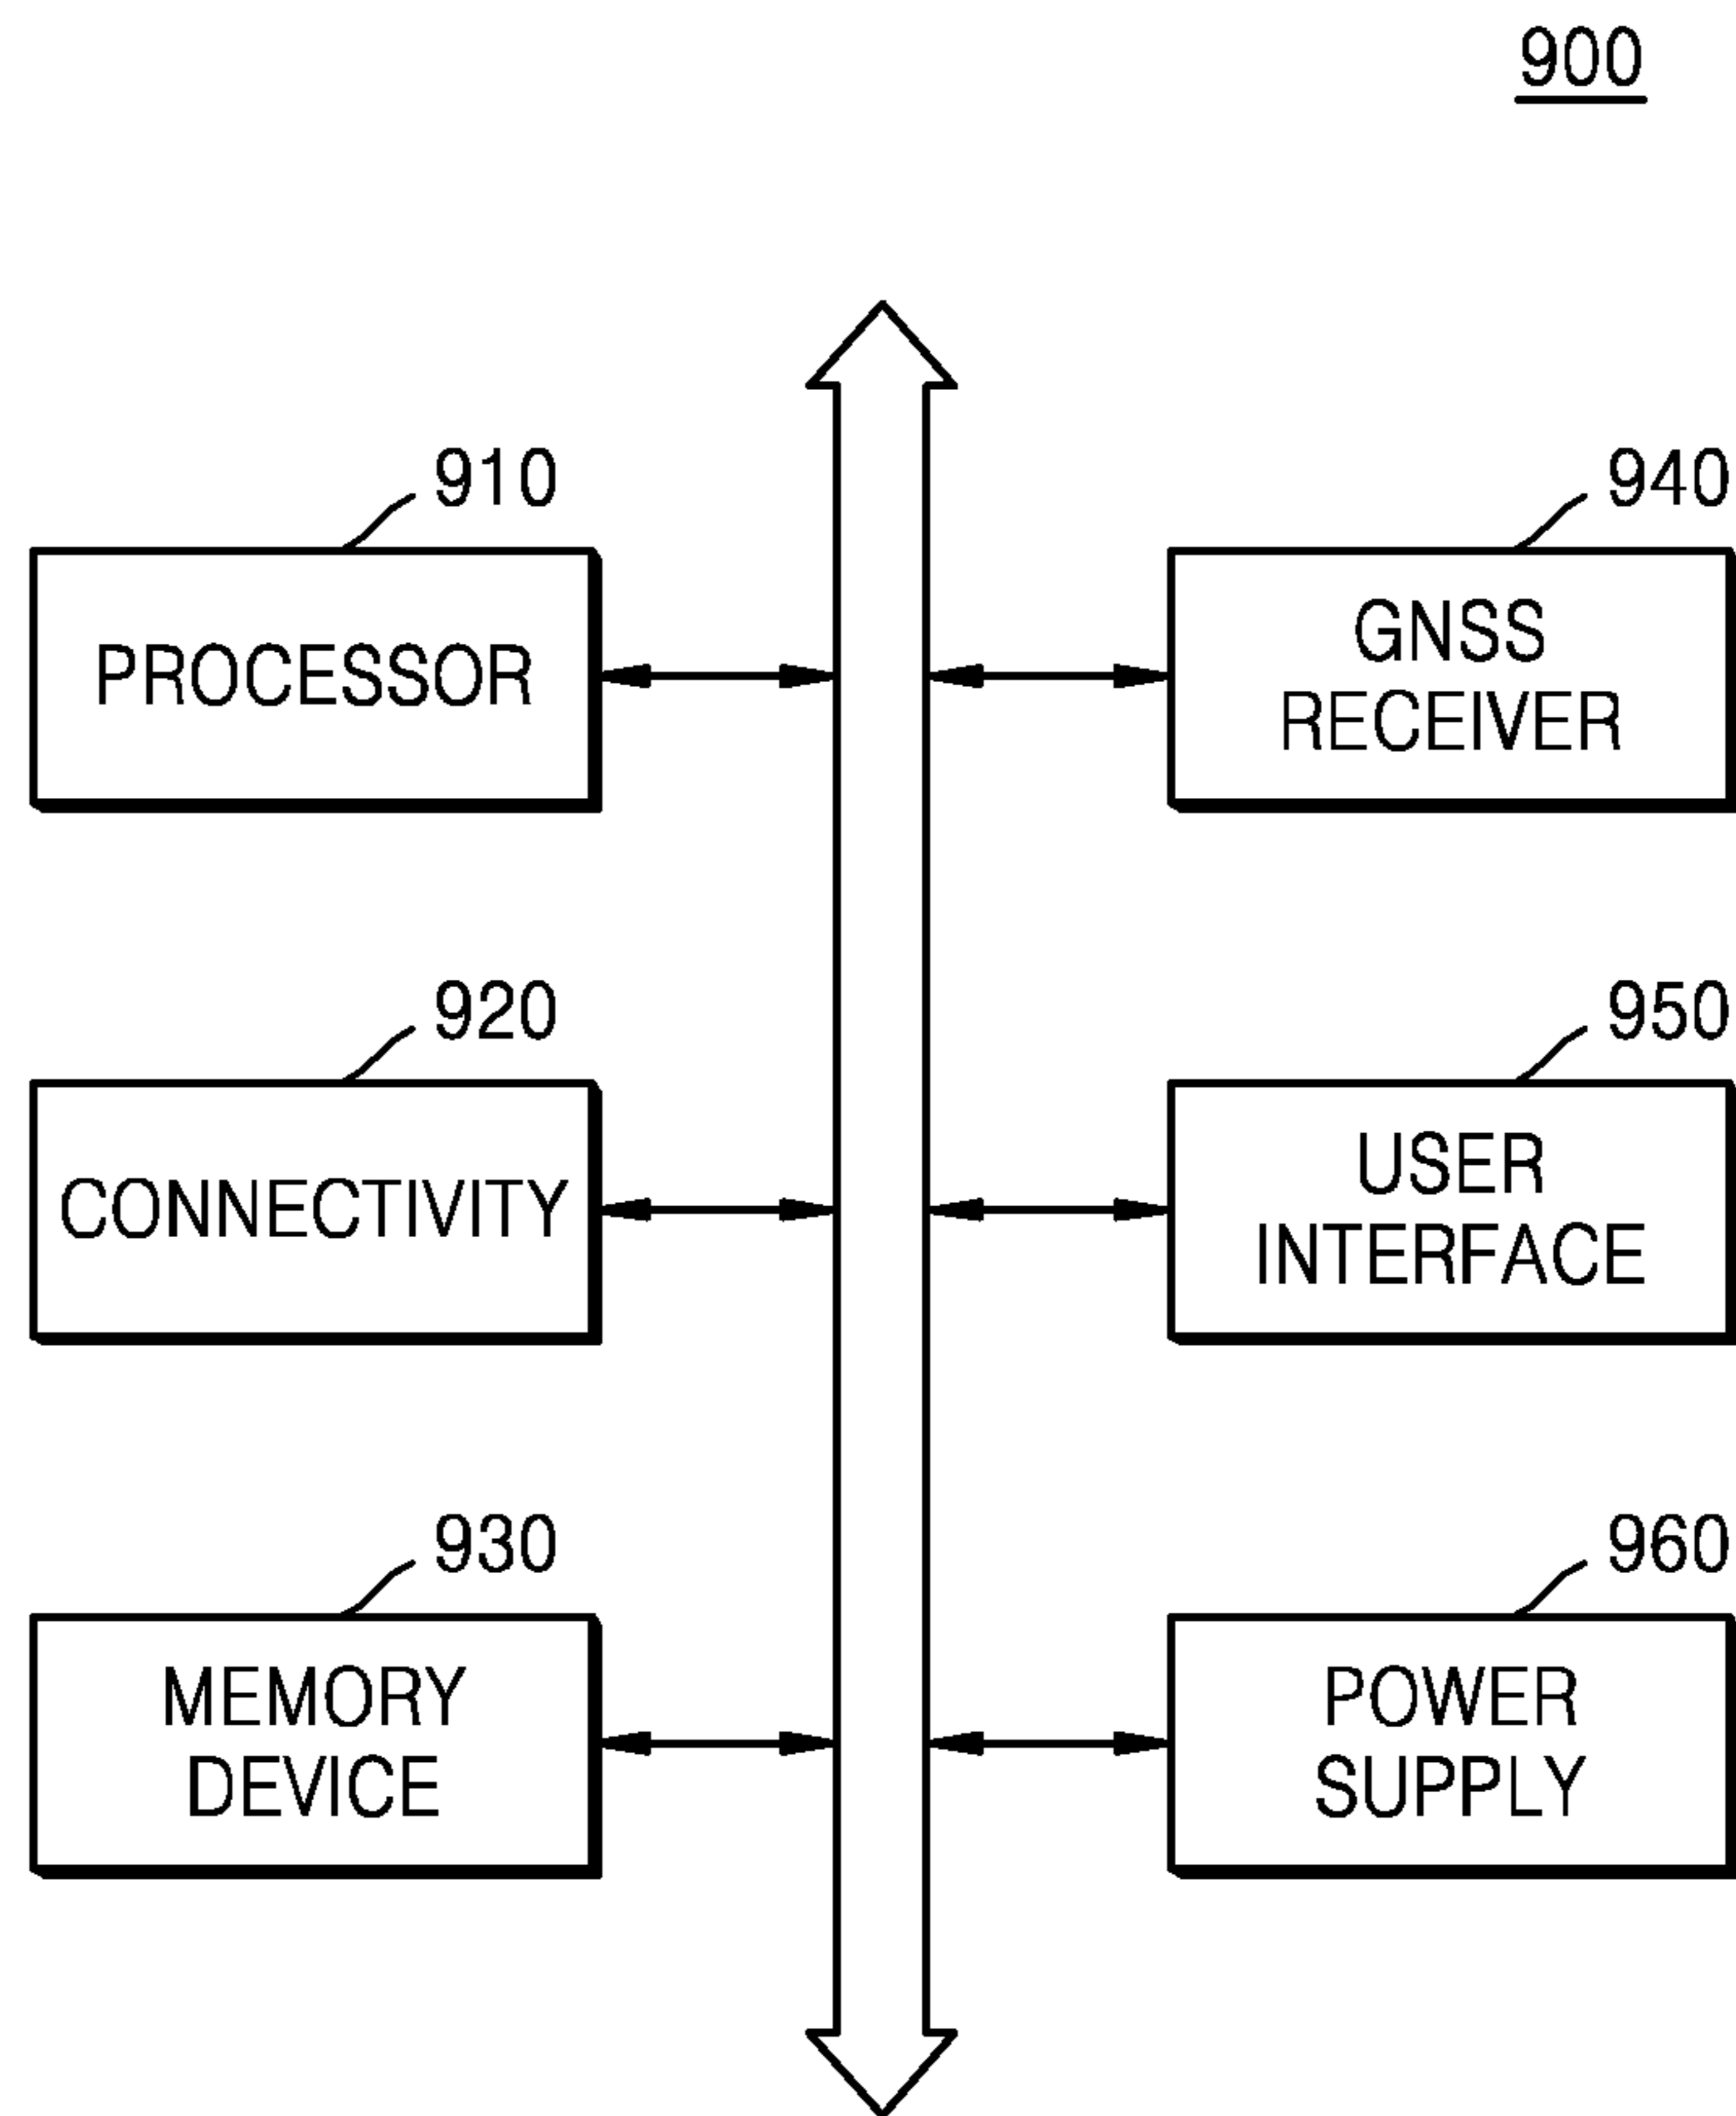 900
910
PROCESSOR
940
GNSS
RECEIVER
920
CONNECTIVITY
950
USER
INTERFACE
930
MEMORY
DEVICE
960
POWER
SUPPLY